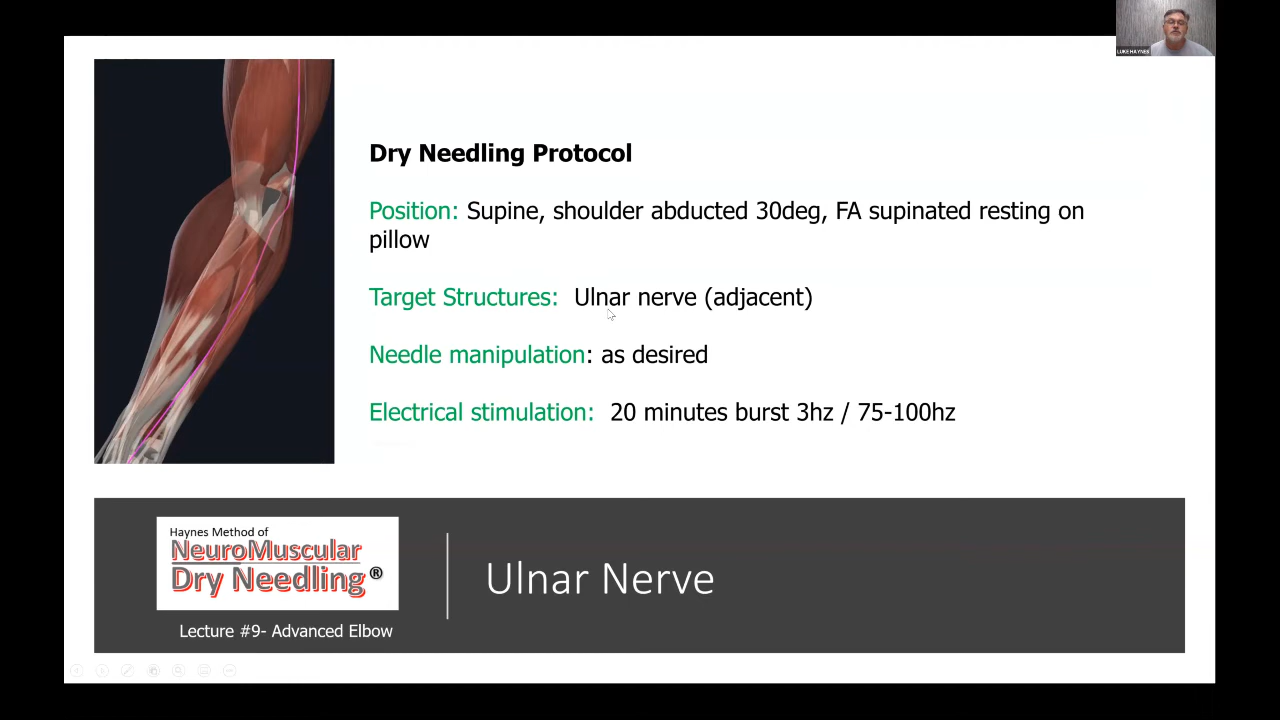 LUKE HAYNES
Dry Needling Protocol
Position: Supine, shoulder abducted 30deg, FA supinated resting on
pillow
Target Structures: Ulnar nerve (adjacent)
Needle manipulation: as desired
Electrical stimulation: 20 minutes burst 3hz / 75-100hz
Haynes Method of
NeuroMuscular
Dry Needling®
Lecture #9- Advanced Elbow
Ulnar Nerve